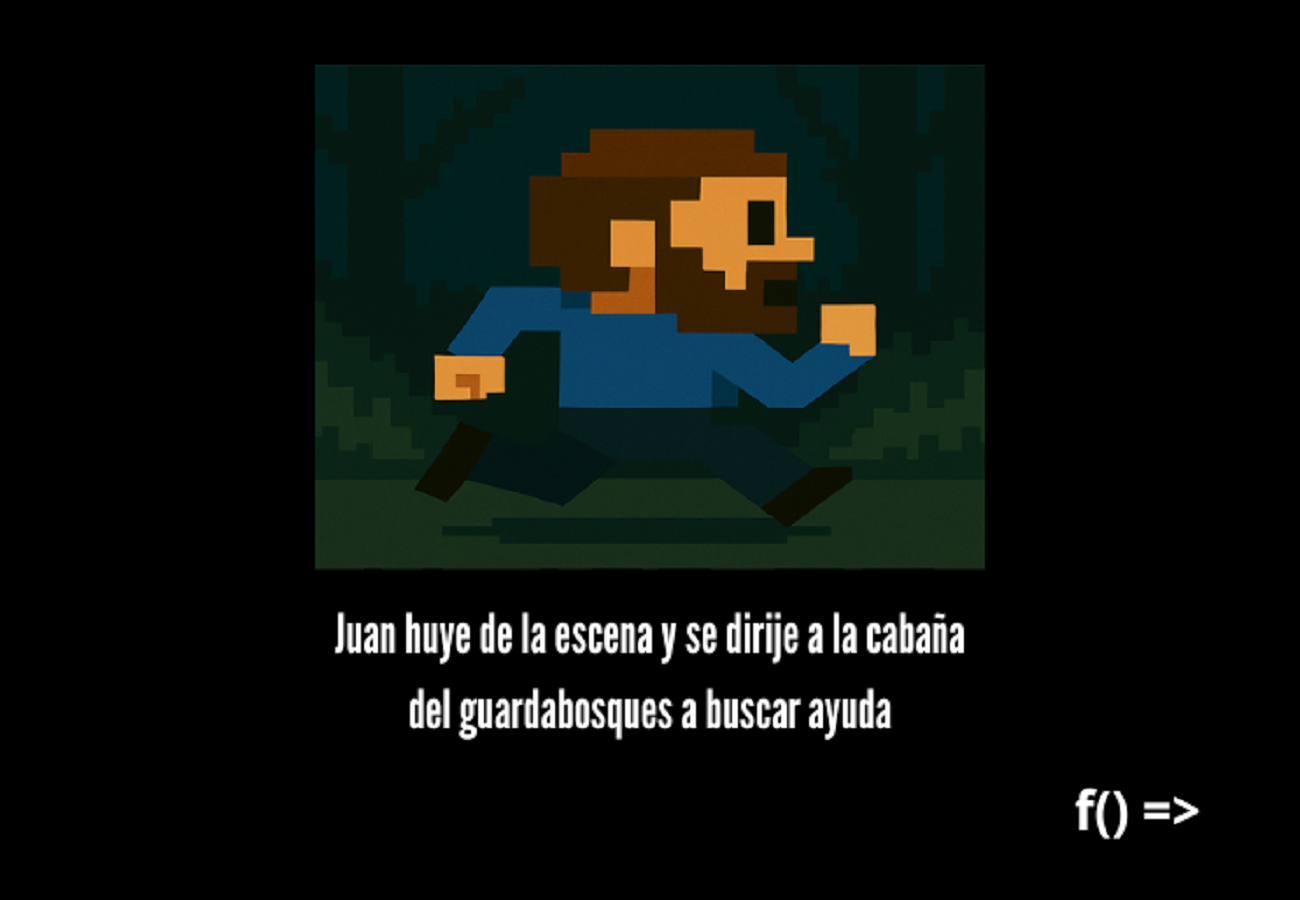 Juan huye de la escena y se dirije a la cabaña
del guardabosques a buscar ayuda
f() =>